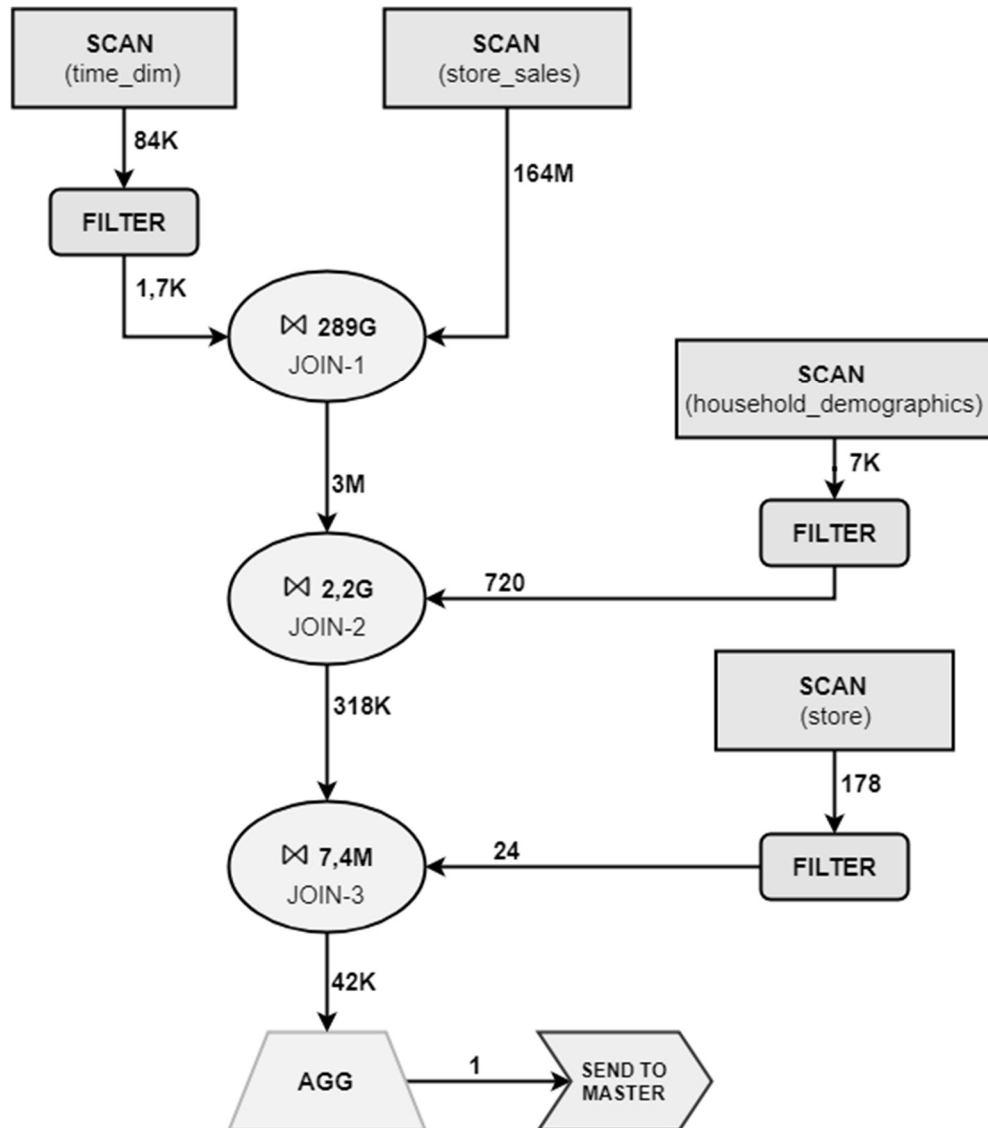 SCAN
(time_dim)
SCAN
(store_sales)
84K
164M
FILTER
1,7K
⋈ 289G
JOIN-1
SCAN
(household_demographics)
7K
3M
FILTER
⋈ 2,2G
JOIN-2
720
SCAN
(store)
318K
178
⋈ 7,4M
JOIN-3
24
FILTER
42K
AGG
1
SEND TO
MASTER